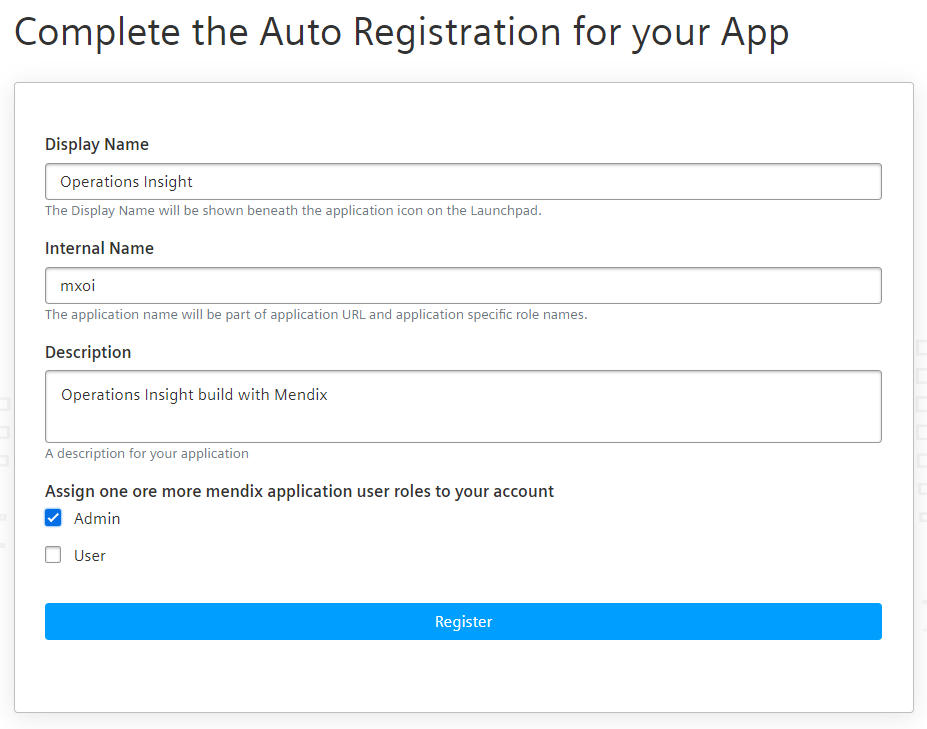 Complete the Auto Registration for your App
Display Name
Operations Insight
The Display Name will be shown beneath the application icon on the Launchpad.
Internal Name
mxoi
The application name will be part of application URL and application specific role names.
Description
Operations Insight build with Mendix
A description for your application
Assign one ore more mendix application user roles to your account
Admin
User
Register